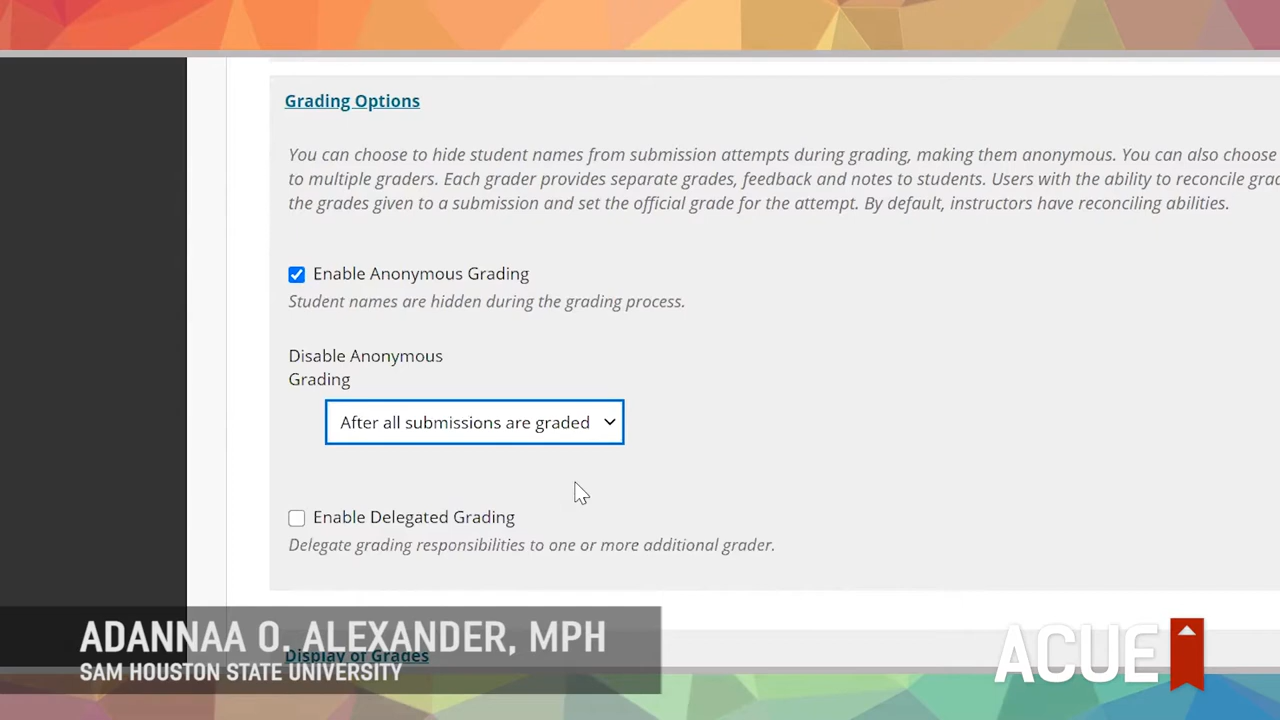 Grading Options
You can choose to hide student names from submission attempts during grading, making them anonymous. You can also choose
to multiple graders. Each grader provides separate grades, feedback and notes to students. Users with the ability to reconcile
the grades given to a submission and set the official grade for the attempt. By default, instructors have reconciling abilities.
Enable Anonymous Grading
Student names are hidden during the grading process.
Disable Anonymous
Grading
After all submissions are graded
Enable Delegated Grading
Delegate grading responsibilities to one or more additional grader.
ADANNAA O. ALEXANDER, MPH
Display of Grades
SAM HOUSTON STATE UNIVERSITY
ACUE